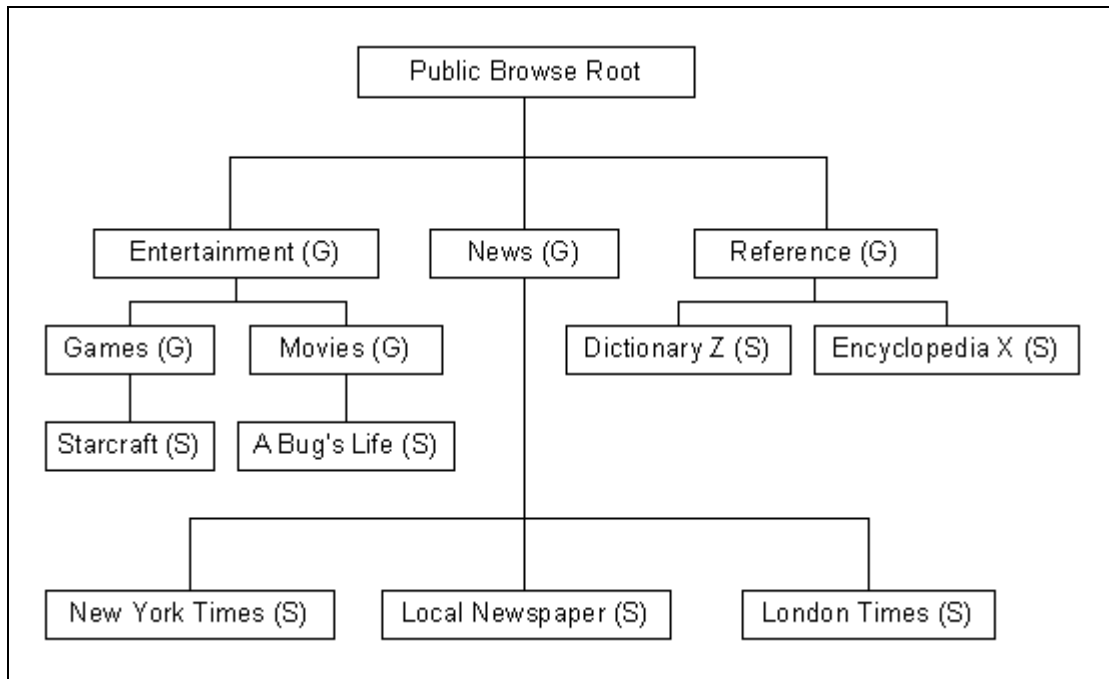 Public Browse Root
Entertainment (G)
News (G)
Reference (G)
Games (G)
Movies (G)
Dictionary Z (S)
Encyclopedia X (S)
Starcraft (S)
A Bug's Life (S)
New York Times (S)
Local Newspaper (S)
London Times (S)